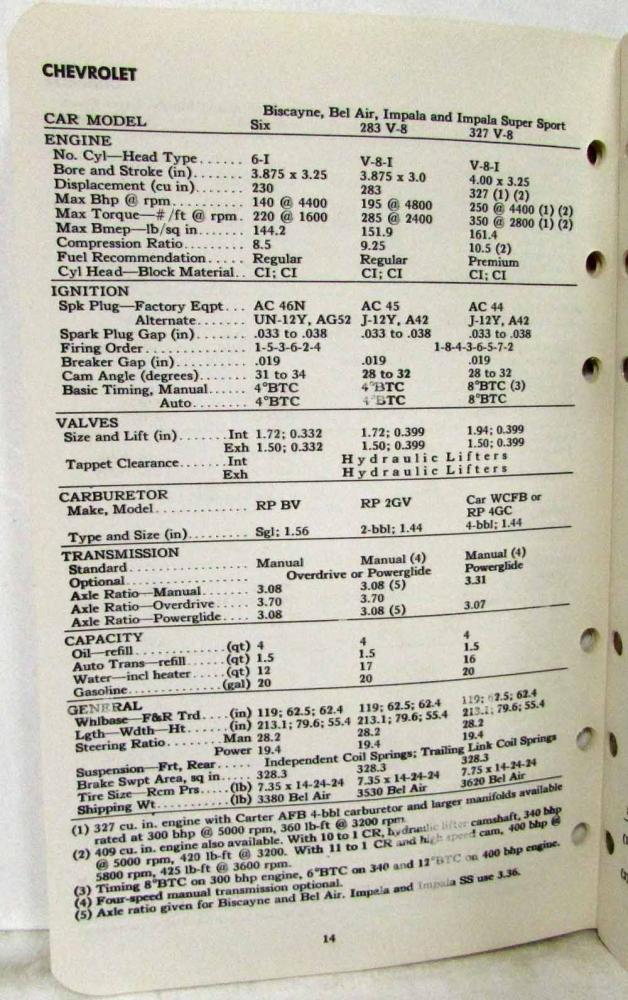 CHEVROLET
Biscayne, Bel Air, Impala and Impala Super Sport
CAR MODEL Six 283 V-8 327 V-8
ENGINE
No. Cyl—Head Type...... 6-I V-8-I V-8-I
Bore and Stroke (in)....... 3.875 x 3.25 3.875 x 3.0 4.00 x 3.25
Displacement (cu in)....... 230 283 327 (1) (2)
Max Bhp @ rpm.......... 140 @ 4400 195 @ 4800 250 @ 4400 (1) (2)
Max Torque—#/ft @ rpm. 220 @ 1600 285 @ 2400 350 @ 2800 (1) (2)
Max Bmep—lb/sq in....... 144.2 151.9 161.4
Compression Ratio......... 8.5 9.25 10.5 (2)
Fuel Recommendation..... Regular Regular Premium
Cyl Head—Block Material.. CI; CI CI; CI CI; CI
IGNITION
Spk Plug—Factory Eqpt... AC 46N AC 45 AC 44
Alternate....... UN-12Y, AG52 J-12Y, A42 J-12Y, A42
Spark Plug Gap (in)....... .033 to .038 .033 to .038 .033 to .038
Firing Order.............. 1-5-3-6-2-4 1-8-4-3-6-5-7-2
Breaker Gap (in).......... .019 .019 .019
Cam Angle (degrees)....... 31 to 34 28 to 32 28 to 32
Basic Timing, Manual...... 4°BTC 4°BTC 8°BTC (3)
Auto........ 4°BTC 4°BTC 8°BTC
VALVES
Size and Lift (in).......Int 1.72; 0.332 1.72; 0.399 1.94; 0.399
Exh 1.50; 0.332 1.50; 0.399 1.50; 0.399
Tappet Clearance.......Int Hydraulic Lifters
Exh Hydraulic Lifters
CARBURETOR
Make, Model............. RP BV RP 2GV Car WCFB or
RP 4GC
Type and Size (in)......... Sgl; 1.56 2-bbl; 1.44 4-bbl; 1.44
TRANSMISSION
Standard................. Manual Manual (4) Manual (4)
Optional................. Overdrive or Powerglide Powerglide
Axle Ratio—Manual....... 3.08 3.08 (5) 3.31
Axle Ratio—Overdrive..... 3.70 3.70
Axle Ratio—Powerglide.... 3.08 3.08 (5) 3.07
CAPACITY
Oil—refill............(qt) 4 4 4
Auto Trans—refill.....(qt) 1.5 1.5 1.5
Water—incl heater....(qt) 12 17 16
Gasoline.............(gal) 20 20 20
GENERAL
Whlbase—F&R Trd....(in) 119; 62.5; 62.4 119; 62.5; 62.4 119; 62.5; 62.4
Lgth—Wdth—Ht......(in) 213.1; 79.6; 55.4 213.1; 79.6; 55.4 213.1; 79.6; 55.4
Steering Ratio........Man 28.2 28.2 28.2
Power 19.4 19.4 19.4
Suspension—Frt, Rear..... Independent Coil Springs; Trailing Link Coil Springs
Brake Swpt Area, sq in..... 328.3 328.3 328.3
Tire Size—Rcm Prs....(lb) 7.35 x 14-24-24 7.35 x 14-24-24 7.75 x 14-24-24
Shipping Wt..........(lb) 3380 Bel Air 3530 Bel Air 3620 Bel Air
(1) 327 cu. in. engine with Carter AFB 4-bbl carburetor and larger manifolds available
rated at 300 bhp @ 5000 rpm, 360 lb-ft @ 3200 rpm.
(2) 409 cu. in. engine also available. With 10 to 1 CR, hydraulic lifter camshaft, 340 bhp
@ 5000 rpm, 420 lb-ft @ 3200. With 11 to 1 CR and high speed cam, 400 bhp @
5800 rpm, 425 lb-ft @ 3600 rpm.
(3) Timing 8°BTC on 300 bhp engine, 6°BTC on 340 and 12°BTC on 400 bhp engine.
(4) Four-speed manual transmission optional.
(5) Axle ratio given for Biscayne and Bel Air. Impala and Impala SS use 3.36.
14